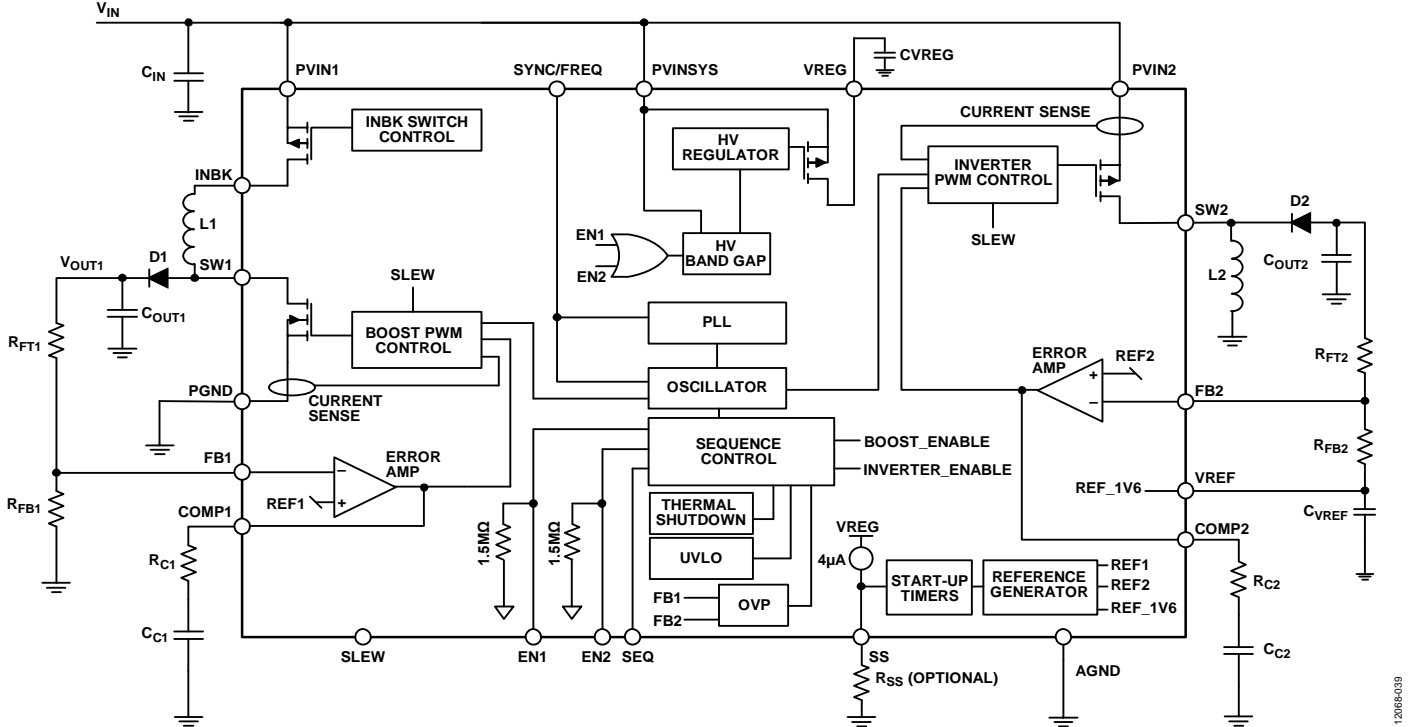 VIN
CIN
PVIN1
SYNC/FREQ
PVINSYS
VREG
CVREG
PVIN2
INBK SWITCH
CONTROL
HV
REGULATOR
CURRENT SENSE
INVERTER
PWM CONTROL
INBK
L1
EN1
EN2
HV
BAND GAP
SLEW
SW2
D2
VOUT1
D1
SW1
SLEW
L2
COUT2
COUT1
PLL
RFT1
BOOST PWM
CONTROL
ERROR
AMP
REF2
RFT2
OSCILLATOR
PGND
CURRENT
SENSE
FB2
+
−
SEQUENCE
CONTROL
BOOST_ENABLE
INVERTER_ENABLE
RFB2
FB1
ERROR
AMP
−
+
REF1
RFB1
REF_1V6
VREF
CVREF
COMP1
THERMAL
SHUTDOWN
VREG
COMP2
1.5MΩ
1.5MΩ
UVLO
4µA
RC1
START-UP
TIMERS
REFERENCE
GENERATOR
REF1
REF2
REF_1V6
RC2
FB1
FB2
OVP
CC1
SLEW
EN1
EN2
SEQ
SS
AGND
CC2
RSS (OPTIONAL)
12068-039